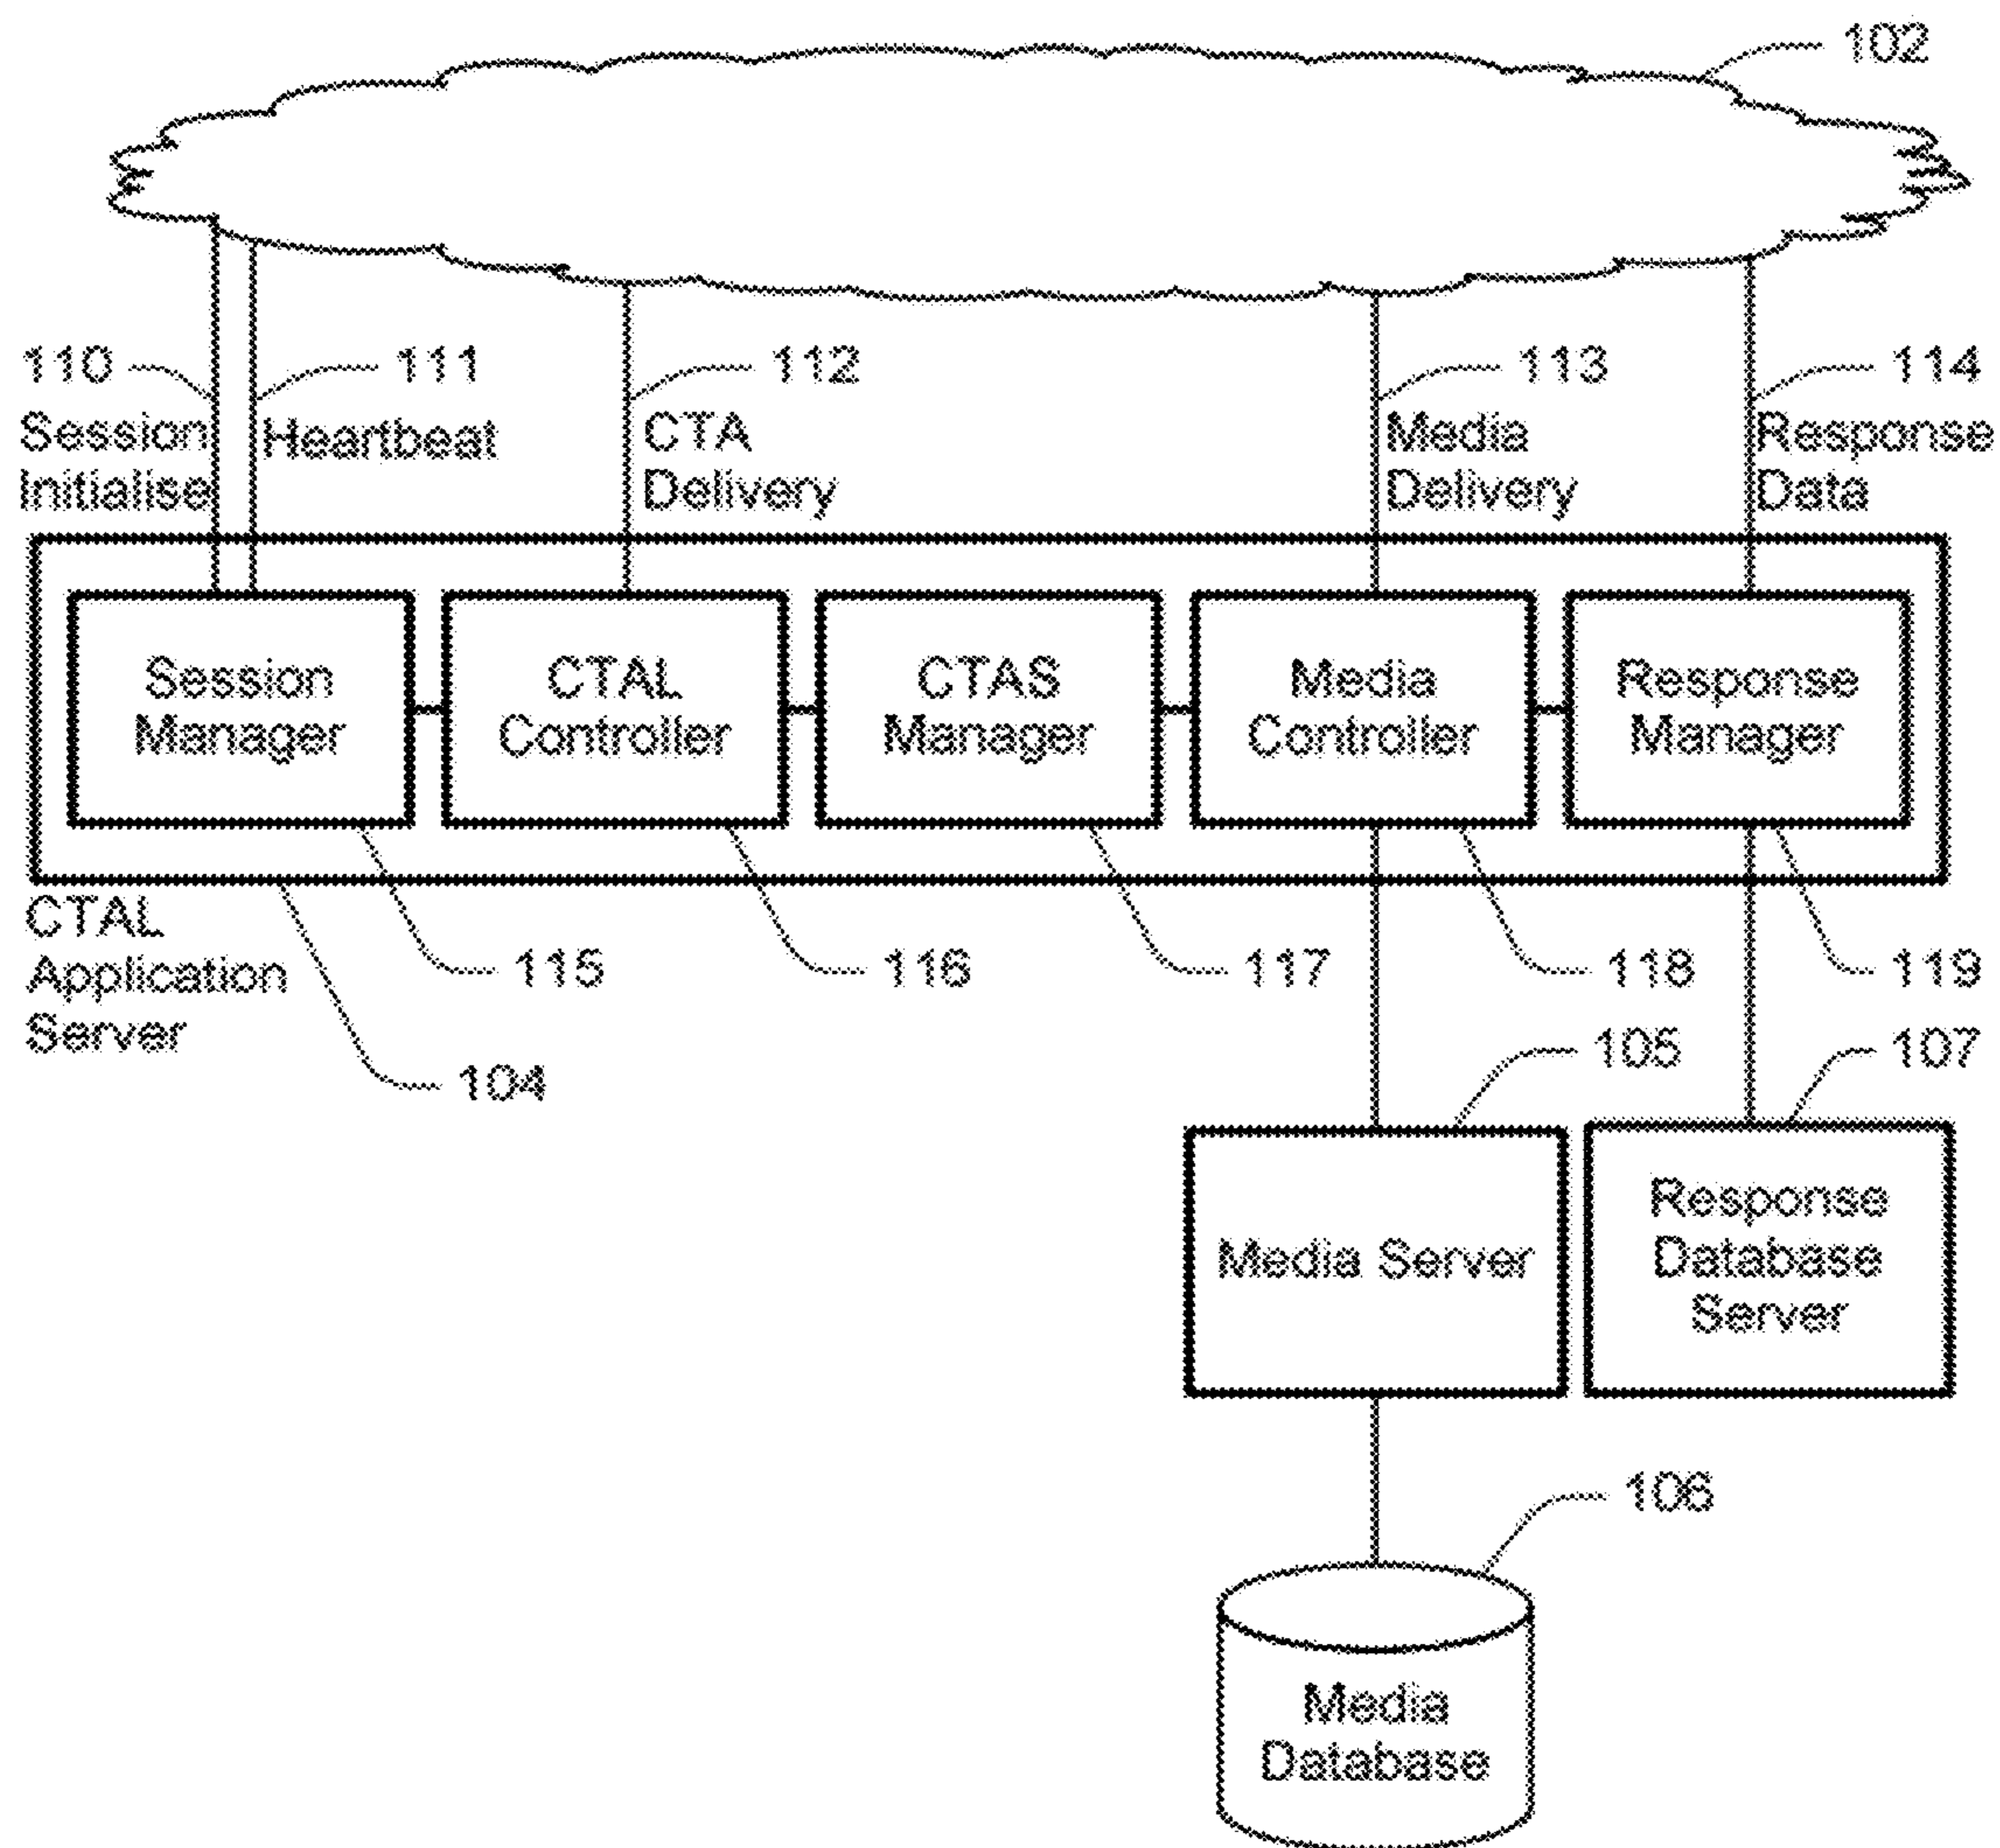 102
110
111
112
113
114
Session
Initialise
Heartbeat
CTA
Delivery
Media
Delivery
Response
Data
Session
Manager
CTAL
Controller
CTAS
Manager
Media
Controller
Response
Manager
CTAL
Application
Server
115
116
117
118
119
104
105
107
Media Server
Response
Database
Server
106
Media
Database